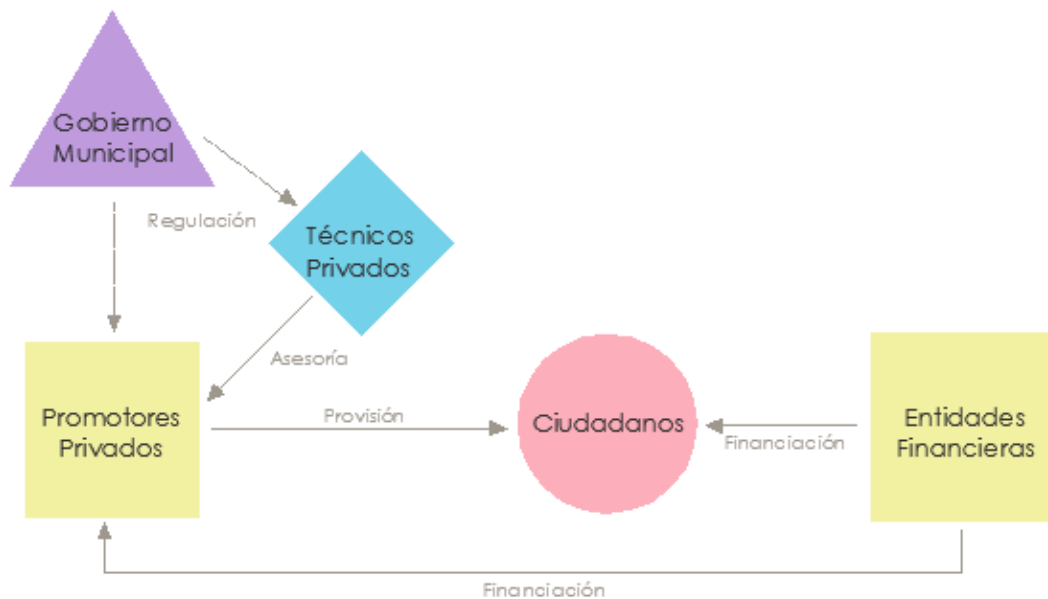 Gobierno
Municipal
Regulación
Técnicos
Privados
Asesoría
Promotores
Privados
Provisión
Ciudadanos
Financiación
Entidades
Financieras
Financiación